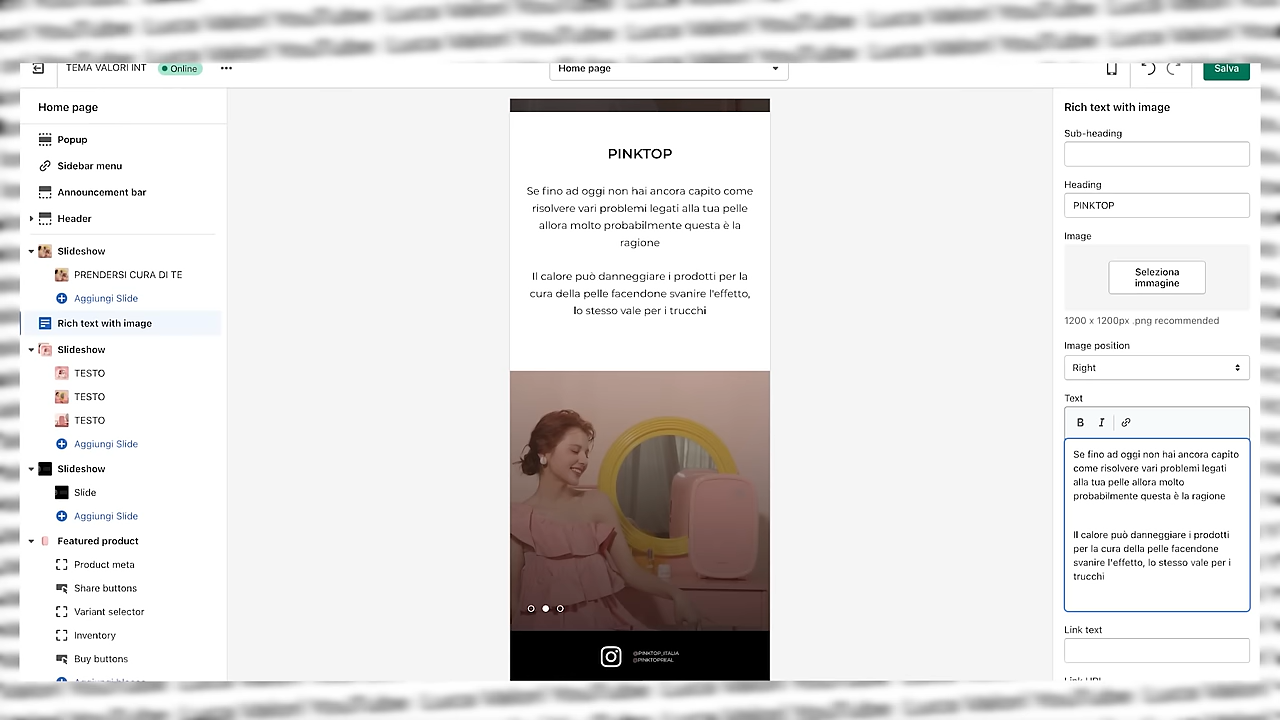 TEMA VALORI INT
Online
Home page
Salva
Home page
Popup
Sidebar menu
Announcement bar
Header
Slideshow
PRENDERSI CURA DI TE
Aggiungi Slide
Rich text with image
Slideshow
TESTO
TESTO
TESTO
Aggiungi Slide
Slideshow
Slide
Aggiungi Slide
Featured product
Product meta
Share buttons
Variant selector
Inventory
Buy buttons
PINKTOP
Se fino ad oggi non hai ancora capito come
risolvere vari problemi legati alla tua pelle
allora molto probabilmente questa è la
ragione
Il calore può danneggiare i prodotti per la
cura della pelle facendone svanire l'effetto,
lo stesso vale per i trucchi
@PINKTOP_ITALIA
@PINKTOPREAL
Rich text with image
Sub-heading
Heading
PINKTOP
Image
Seleziona
immagine
1200 x 1200px .png recommended
Image position
Right
Text
B I
Se fino ad oggi non hai ancora capito
come risolvere vari problemi legati
alla tua pelle allora molto
probabilmente questa è la ragione
Il calore può danneggiare i prodotti
per la cura della pelle facendone
svanire l'effetto, lo stesso vale per i
trucchi
Link text
Link URL